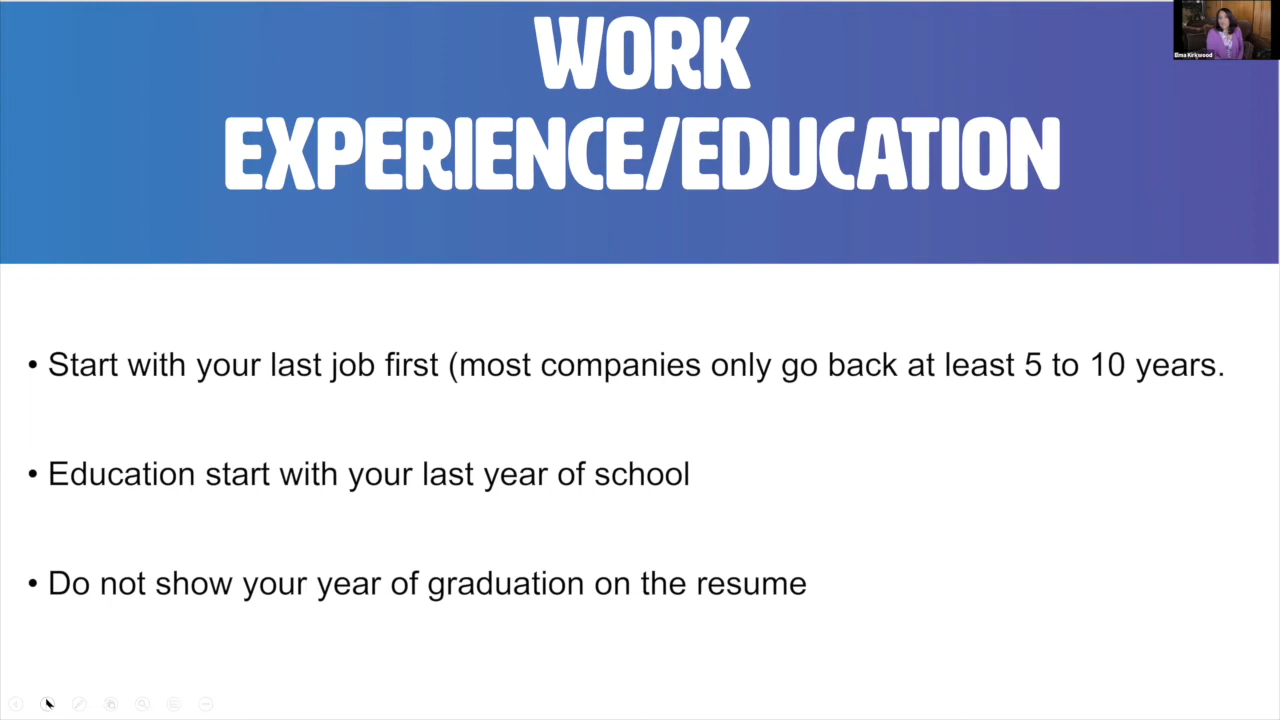 WORK
EXPERIENCE/EDUCATION
• Start with your last job first (most companies only go back at least 5 to 10 years.
• Education start with your last year of school
• Do not show your year of graduation on the resume